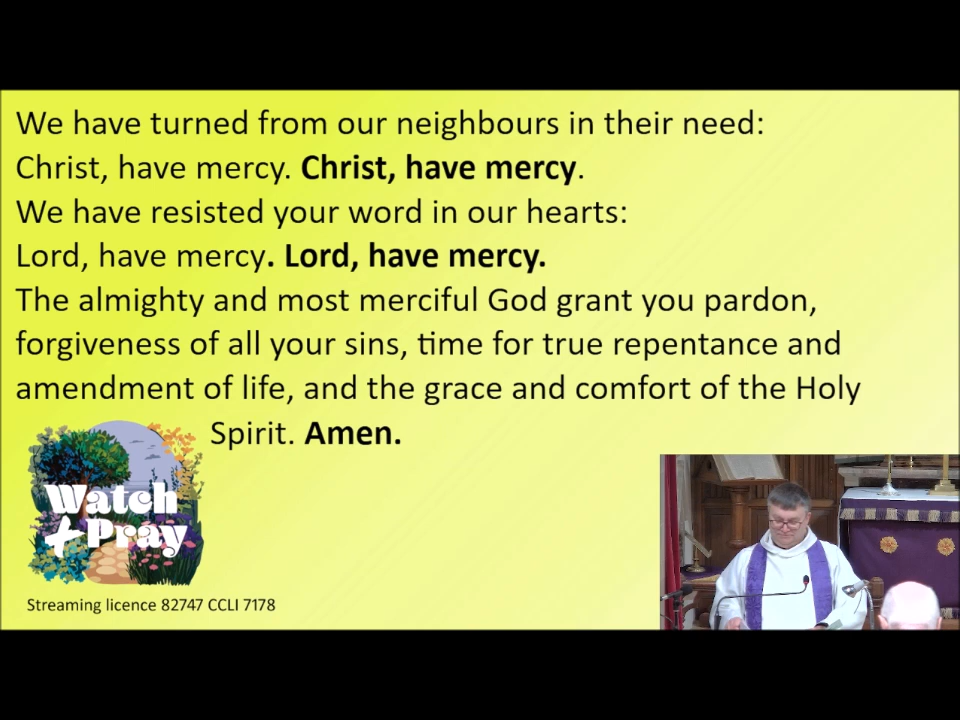 We have turned from our neighbours in their need:
Christ, have mercy. Christ, have mercy.
We have resisted your word in our hearts:
Lord, have mercy. Lord, have mercy.
The almighty and most merciful God grant you pardon,
forgiveness of all your sins, time for true repentance and
amendment of life, and the grace and comfort of the Holy
Spirit. Amen.
Watch
+Pray
Streaming licence 82747 CCLI 7178